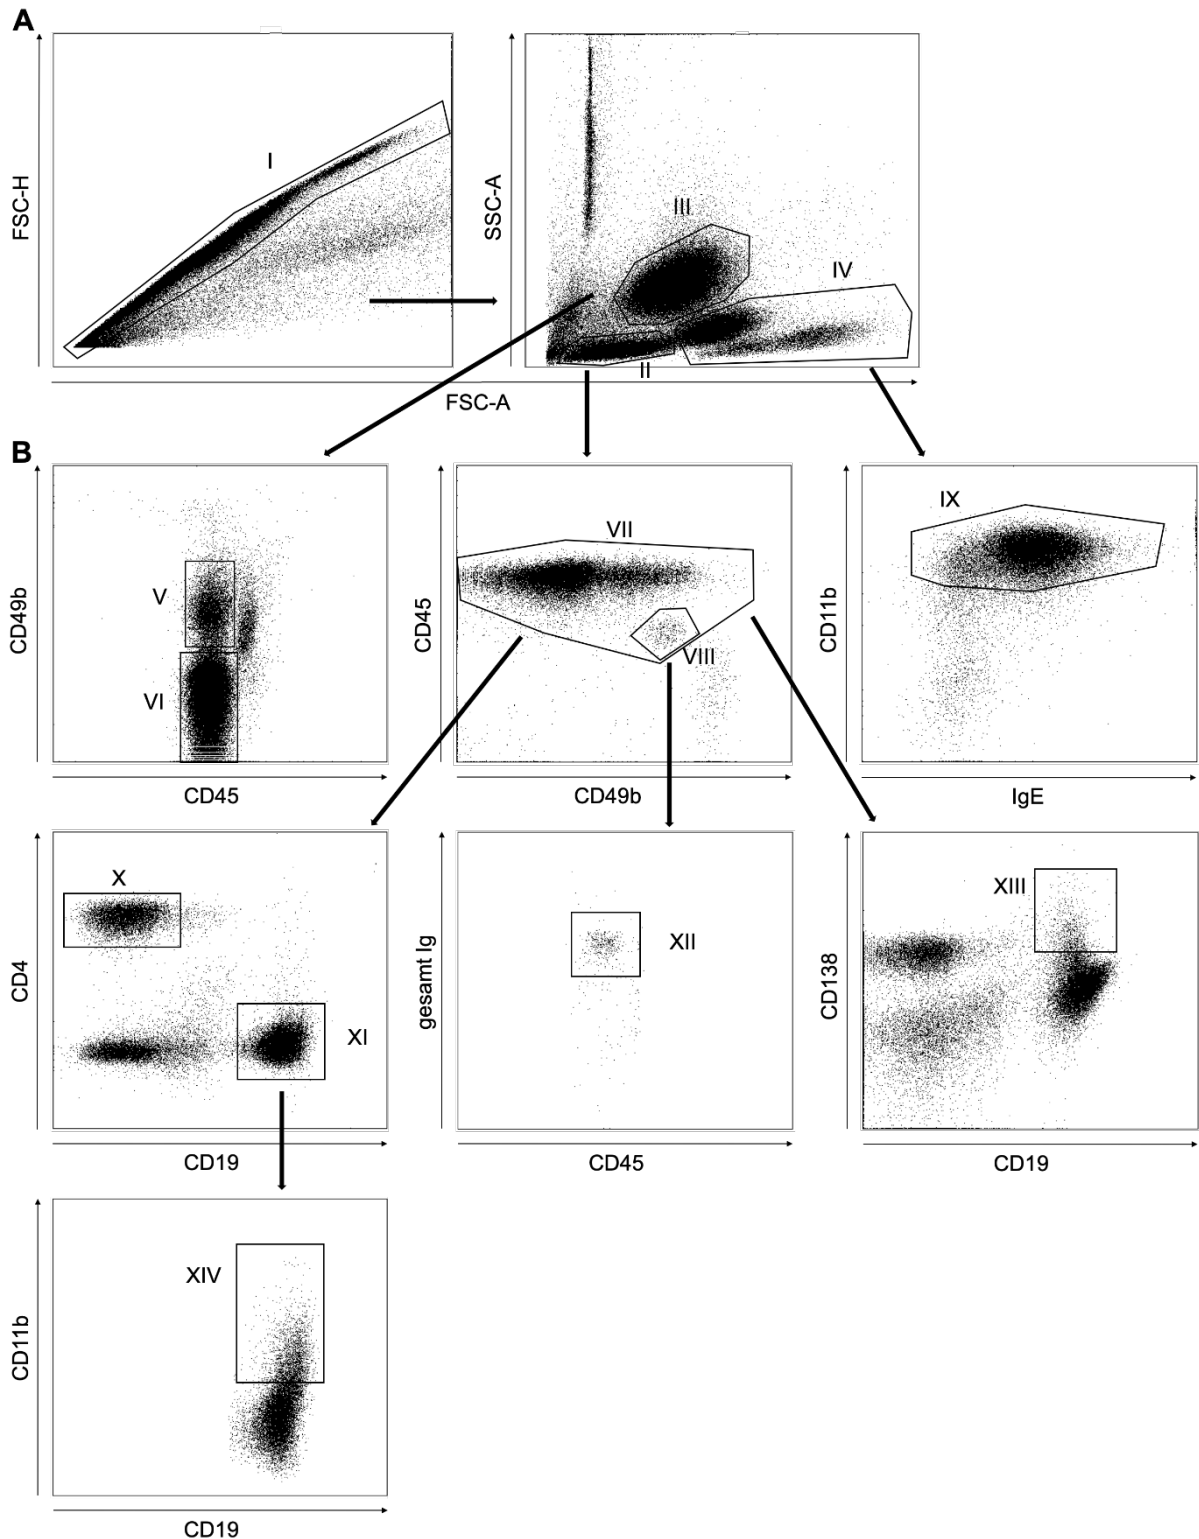 A
FSC-H
I
SSC-A
III
IV
II
FSC-A
B
CD49b
V
VI
CD45
CD45
VII
VIII
CD49b
CD11b
IX
IgE
CD4
X
XI
CD19
gesamt Ig
XII
CD45
CD138
XIII
CD19
CD11b
XIV
CD19